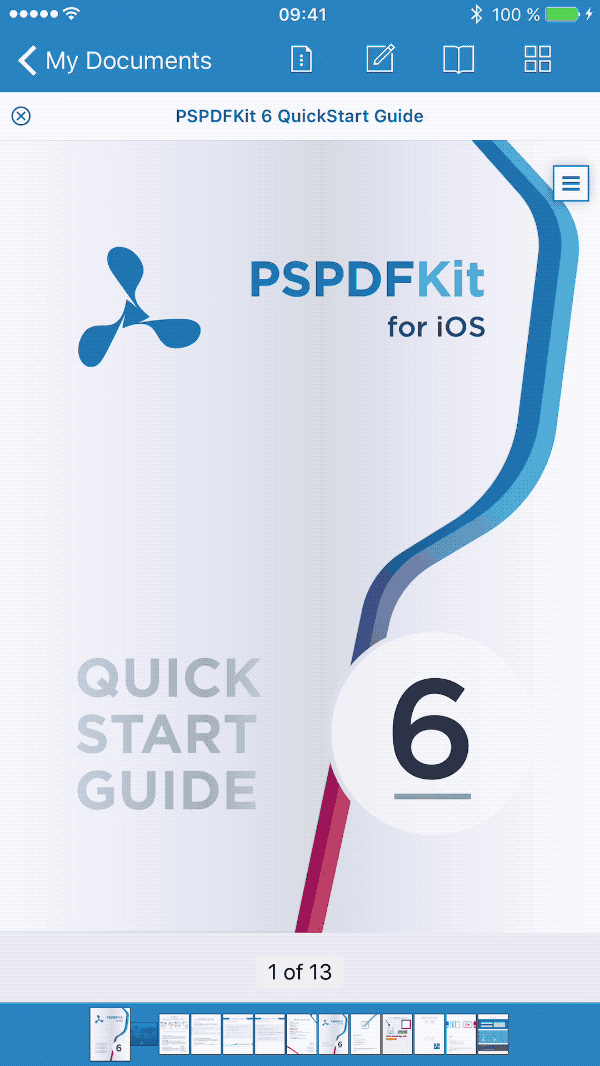 09:41
100 %
My Documents
PSPDFKit 6 QuickStart Guide
PSPDFKit
for iOS
QUICK
START
GUIDE
6
1 of 13